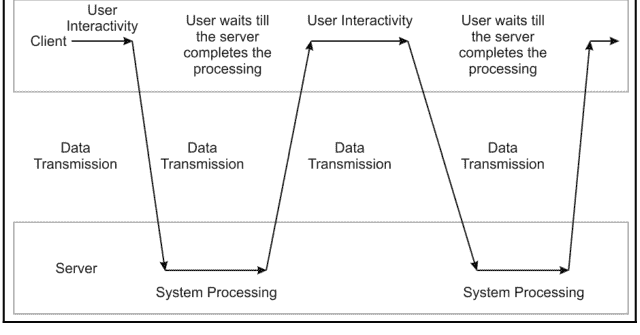 User
Interactivity
Client
User waits till
the server
completes the
processing
User Interactivity
User waits till
the server
completes the
processing
Data
Transmission
Data
Transmission
Data
Transmission
Data
Transmission
Server
System Processing
System Processing